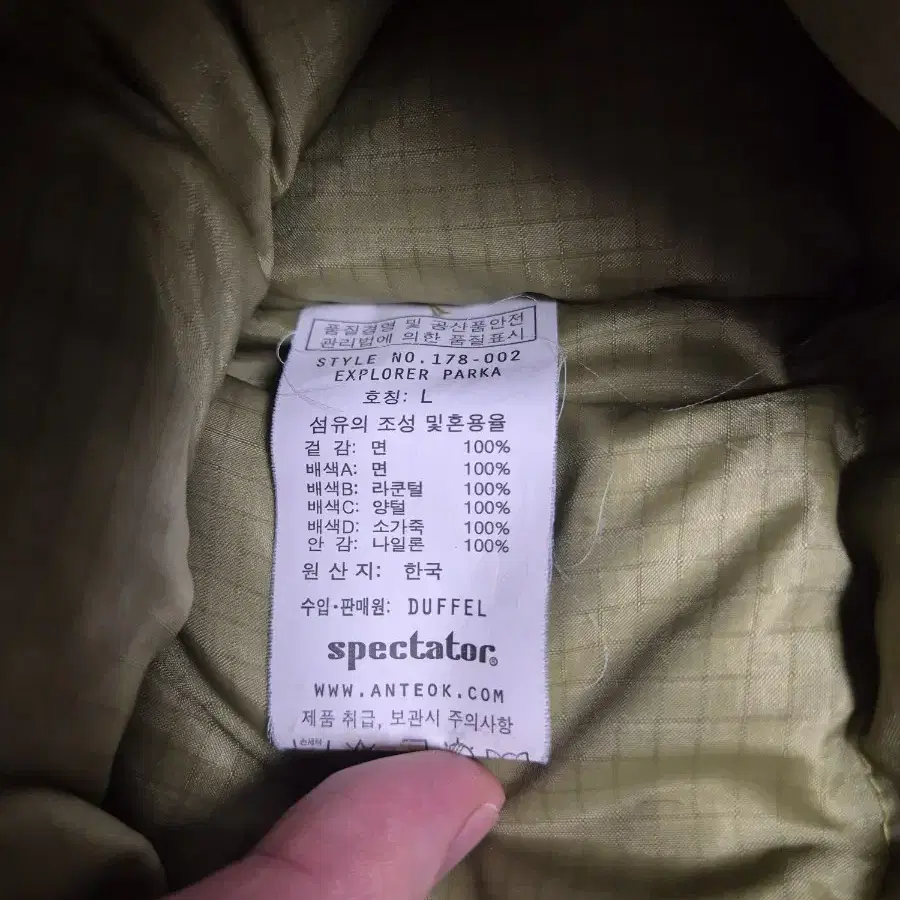 품질경영 및 공산품안전
관리법에 의한 품질표시
STYLE NO.178-002
EXPLORER PARKA
호칭: L
섬유의 조성 및혼용율
겉 감: 면 100%
배색A: 면 100%
배색B: 라쿤털 100%
배색C: 양털 100%
배색D: 소가죽 100%
안 감: 나일론 100%
원 산 지: 한국
수입·판매원: DUFFEL
spectator®
WWW.ANTEOK.COM
제품 취급, 보관시 주의사항
손세탁